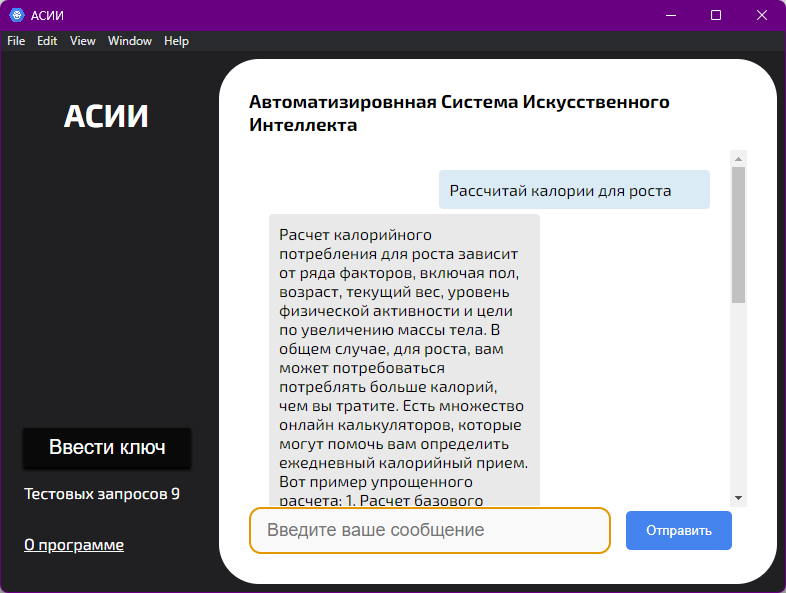 АСИИ
File Edit View Window Help
АСИИ
Автоматизировнная Система Искусственного
Интеллекта
Рассчитай калории для роста
Расчет калорийного
потребления для роста зависит
от ряда факторов, включая пол,
возраст, текущий вес, уровень
физической активности и цели
по увеличению массы тела. В
общем случае, для роста, вам
может потребоваться
потреблять больше калорий,
чем вы тратите. Есть множество
онлайн калькуляторов, которые
могут помочь вам определить
ежедневный калорийный прием.
Вот пример упрощенного
расчета: 1. Расчет базового
Ввести ключ
Тестовых запросов 9
О программе
Введите ваше сообщение
Отправить